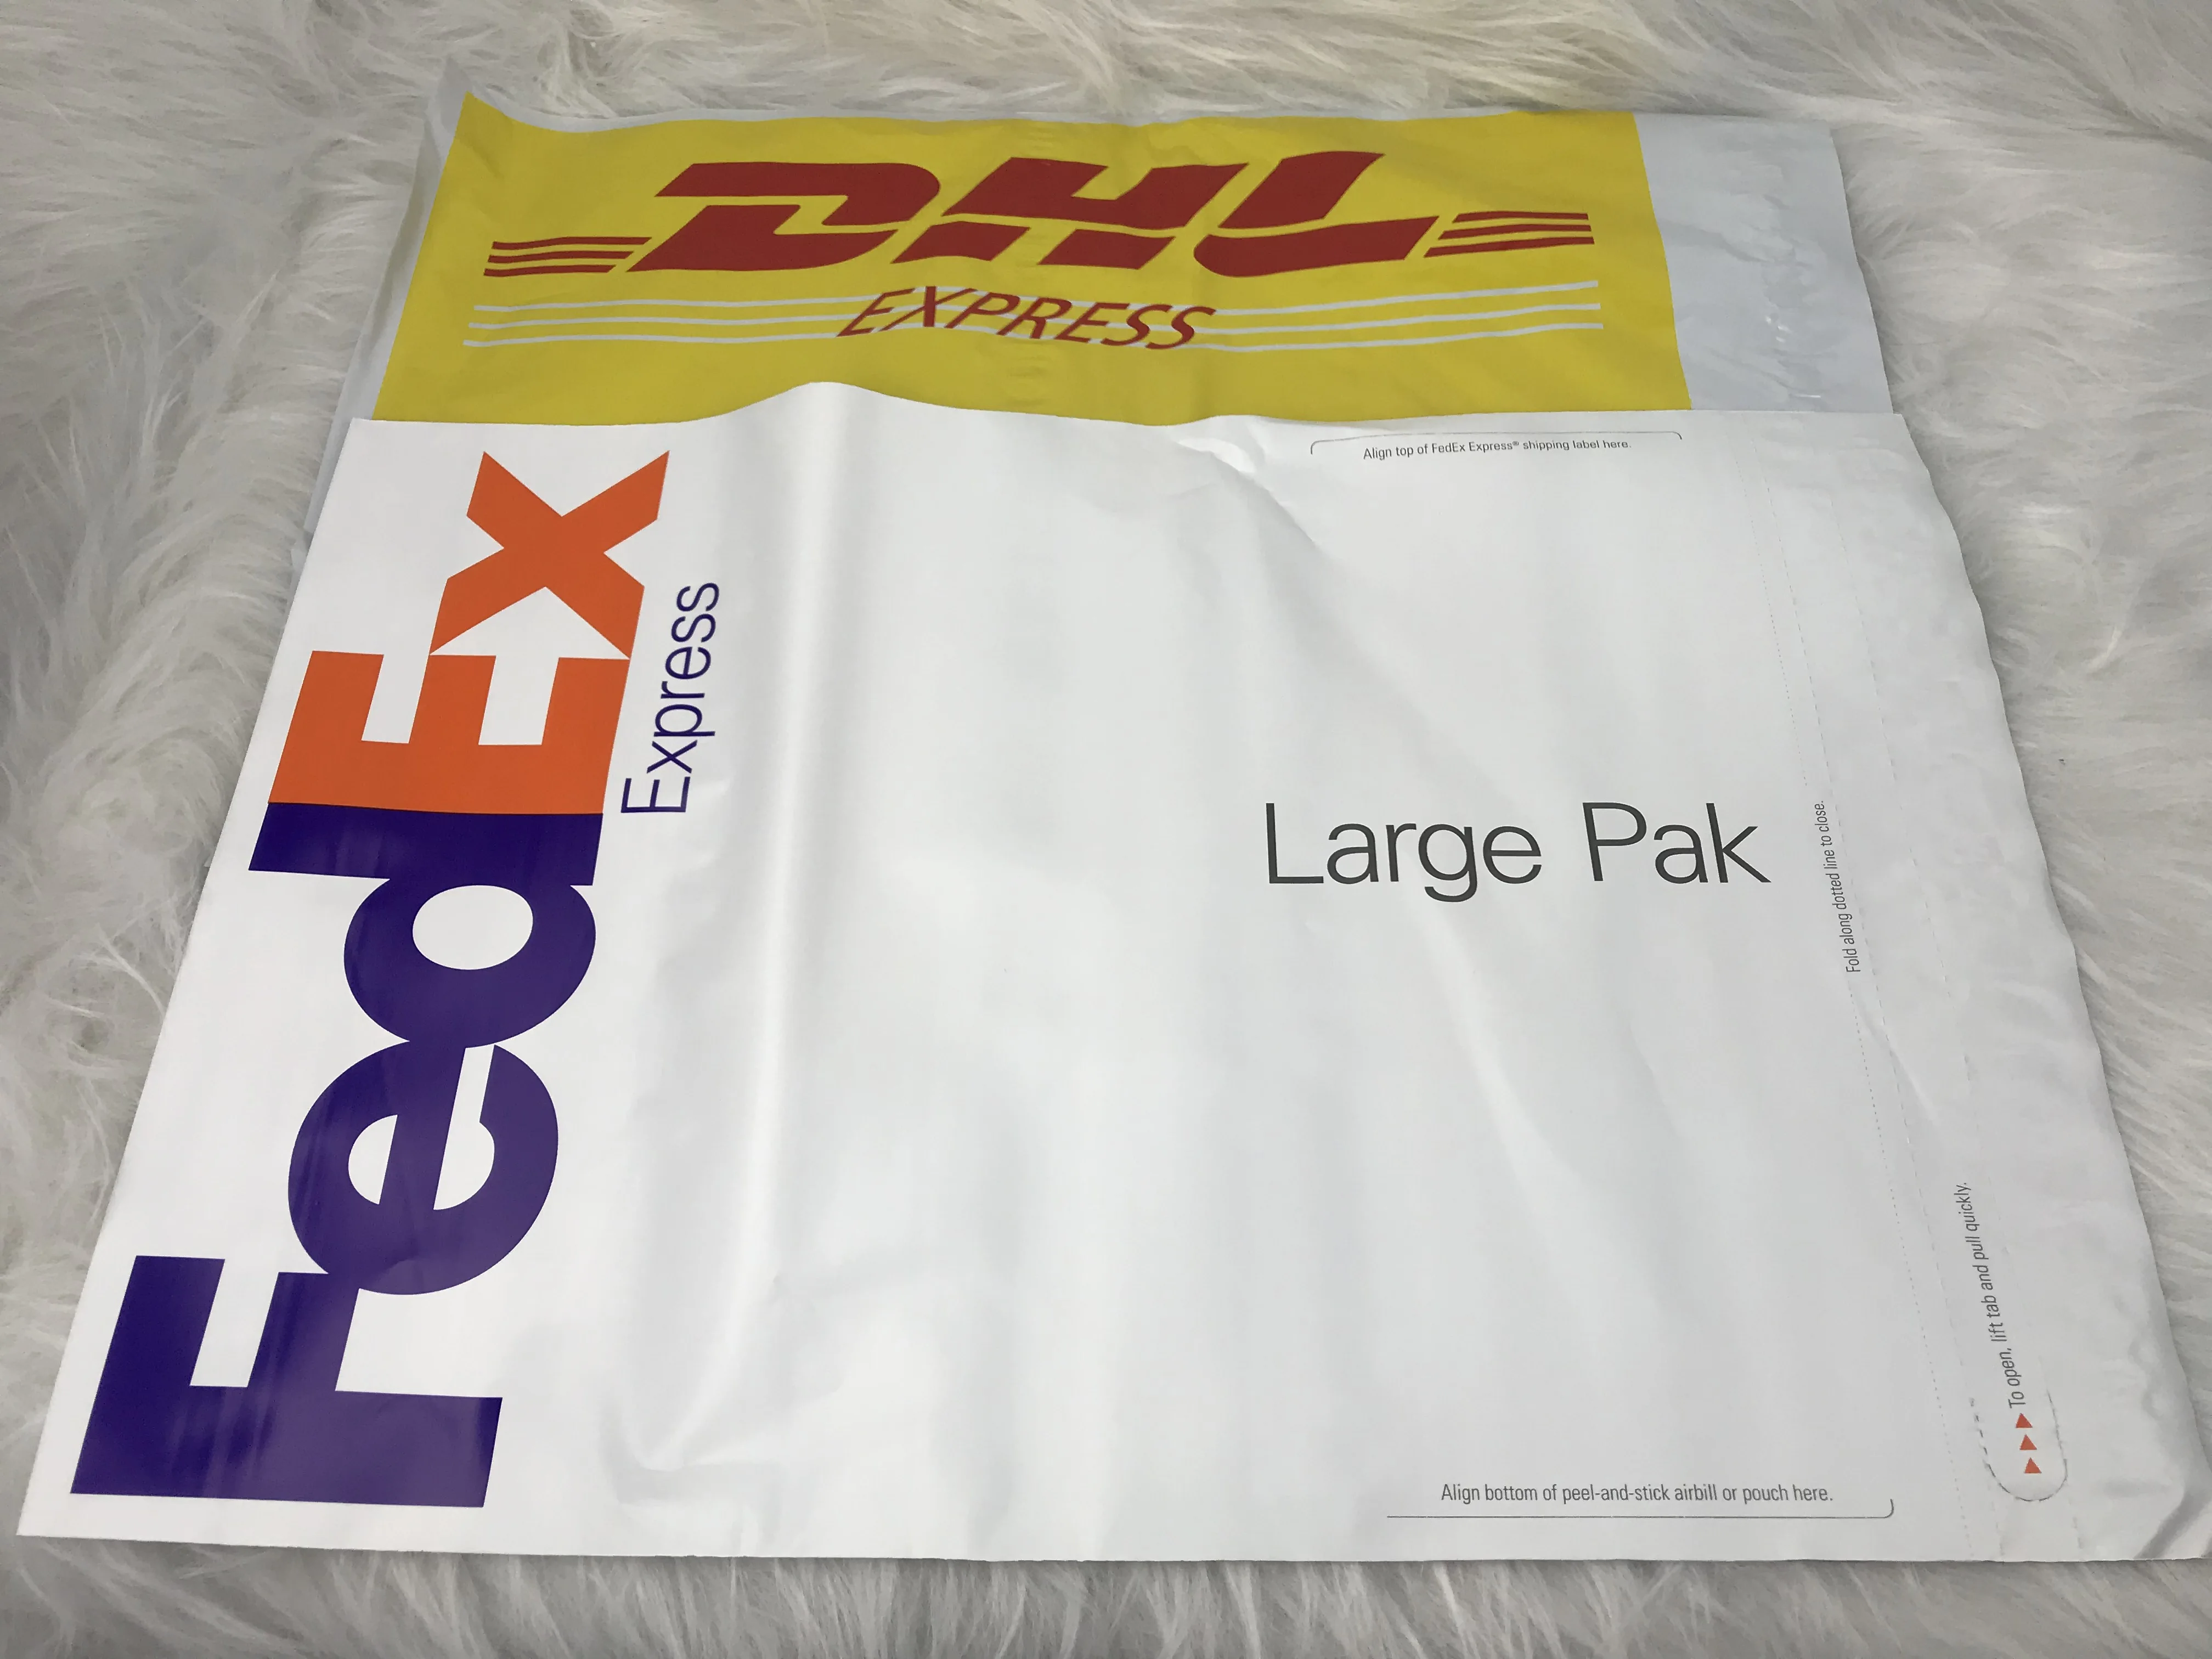 DHL
EXPRESS
FedEx
Express
Align top of FedEx Express® shipping label here.
Large Pak
Fold along dotted line to close.
To open, lift tab and pull quickly.
Align bottom of peel-and-stick airbill or pouch here.